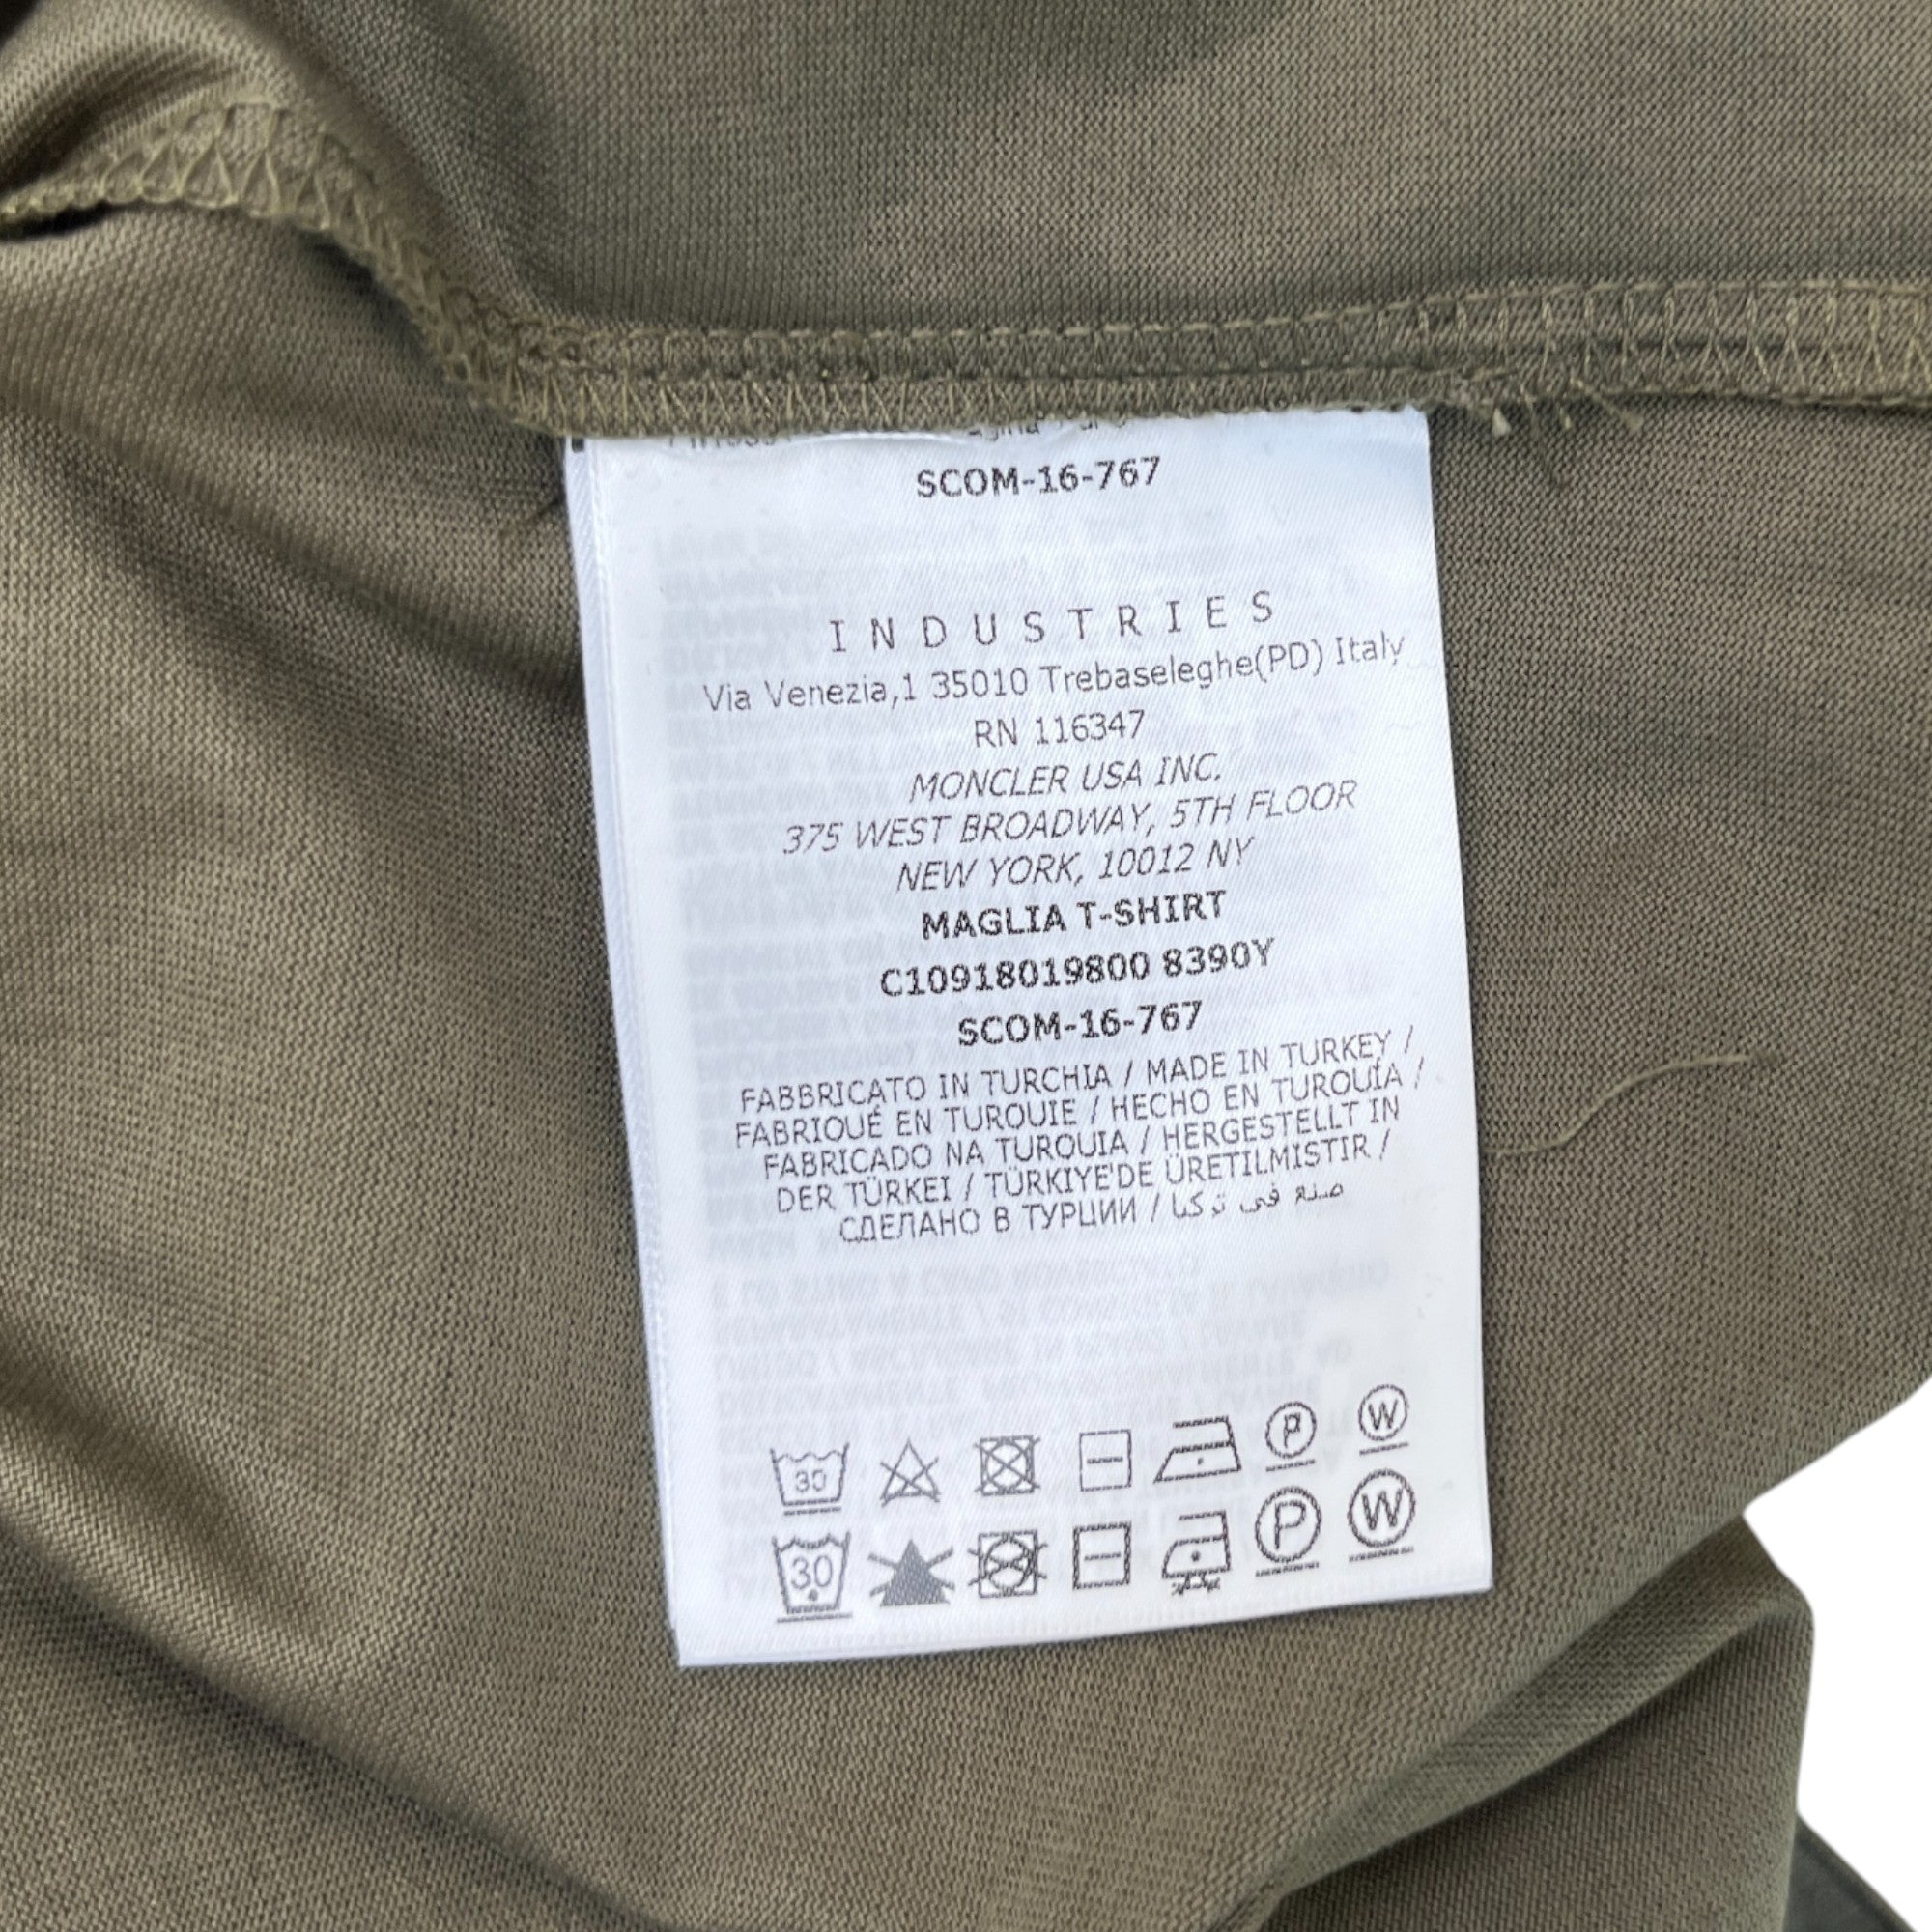 SCOM-16-767
INDUSTRIES
Via Venezia,1 35010 Trebaseleghe(PD) Italy
RN 116347
MONCLER USA INC.
375 WEST BROADWAY, 5TH FLOOR
NEW YORK, 10012 NY
MAGLIA T-SHIRT
C10918019800 8390Y
SCOM-16-767
FABBRICATO IN TURCHIA / MADE IN TURKEY /
FABRIQUÉ EN TURQUIE / HECHO EN TURQUÍA /
FABRICADO NA TURQUIA / HERGESTELLT IN
DER TÜRKEI / TÜRKIYE'DE ÜRETILMISTIR /
СДЕЛАНО В ТУРЦИИ / صنع في تركيا
30 P W
30 P W